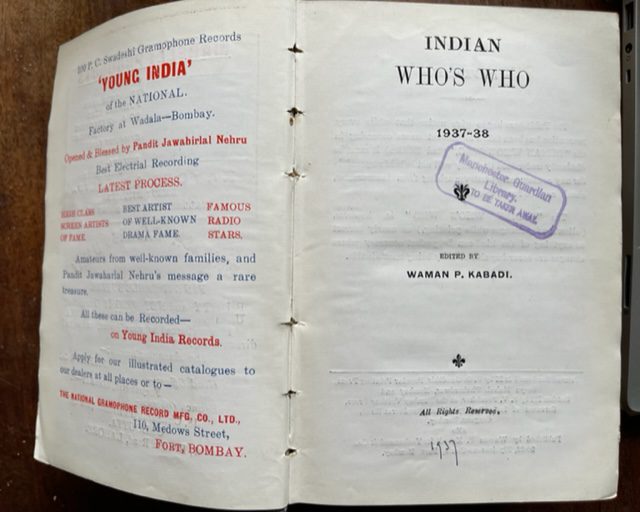 100 P. C. Swadeshi Gramophone Records
'YOUNG INDIA'
of the NATIONAL.
Factory at Wadala—Bombay.
Opened & Blessed by Pandit Jawahirlal Nehru
Best Electrial Recording
LATEST PROCESS.
HIGH CLASS BEST ARTIST FAMOUS
SCREEN ARTISTS OF WELL-KNOWN RADIO
OF FAME. DRAMA FAME. STARS.
Amateurs from well-known families, and
Pandit Jawaharlal Nehru's message a rare
treasure.
All these can be Recorded—
on Young India Records.
Apply for our illustrated catalogues to
our dealers at all places or to—
THE NATIONAL GRAMOPHONE RECORD MFG. CO., LTD.,
110, Medows Street,
FORT, BOMBAY.
INDIAN
WHO'S WHO
1937-38
Manchester Guardian
Library.
TO BE TAKEN AWAY.
EDITED BY
WAMAN P. KABADI.
All Rights Reserved.
1937